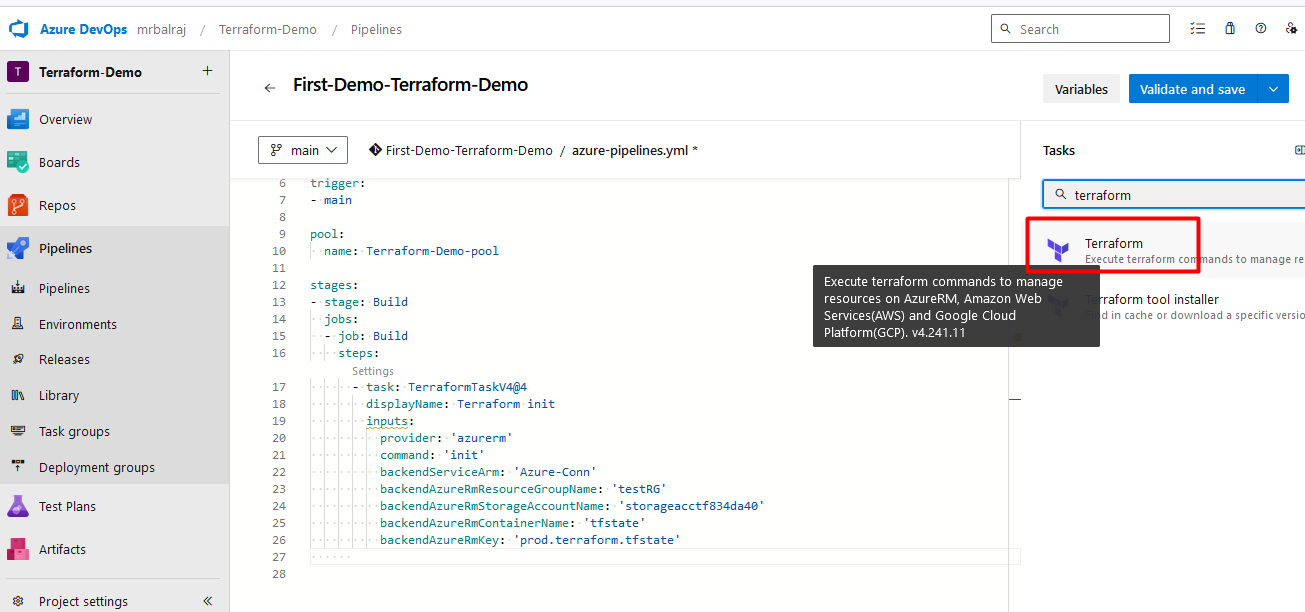 Azure DevOps mrbalraj / Terraform-Demo / Pipelines
Search
T Terraform-Demo +
Overview
Boards
Repos
Pipelines
Pipelines
Environments
Releases
Library
Task groups
Deployment groups
Test Plans
Artifacts
Project settings
First-Demo-Terraform-Demo
Variables
Validate and save
main
First-Demo-Terraform-Demo / azure-pipelines.yml *
6 trigger:
7 - main
8
9 pool:
10 name: Terraform-Demo-pool
11
12 stages:
13 - stage: Build
14 jobs:
15 - job: Build
16 steps:
Settings
17 - task: TerraformTaskV4@4
18 displayName: Terraform init
19 inputs:
20 provider: 'azurerm'
21 command: 'init'
22 backendServiceArm: 'Azure-Conn'
23 backendAzureRmResourceGroupName: 'testRG'
24 backendAzureRmStorageAccountName: 'storageacctf834da40'
25 backendAzureRmContainerName: 'tfstate'
26 backendAzureRmKey: 'prod.terraform.tfstate'
27
28
Tasks
terraform
Terraform
Execute terraform commands to manage re
Execute terraform commands to manage
resources on AzureRM, Amazon Web
Services(AWS) and Google Cloud
Platform(GCP). v4.241.11
Terraform tool installer
Find in cache or download a specific versio